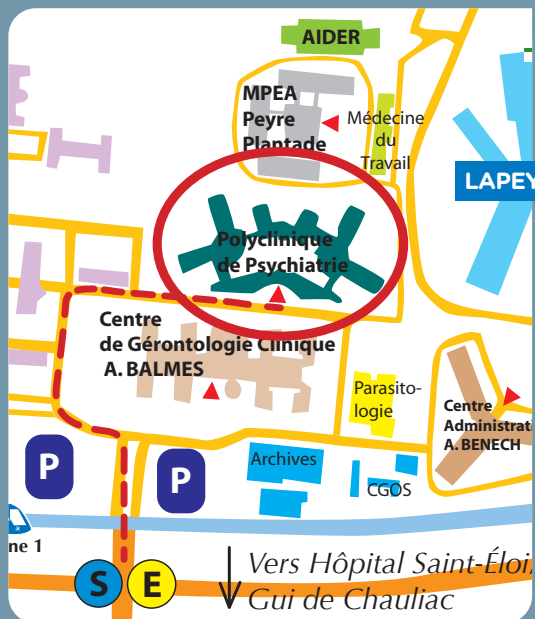 AIDER
MPEA
Peyre
Plantade
Médecine
du
Travail
LAPEY
Polyclinique
de Psychiatrie
Centre
de Gérontologie Clinique
A. BALMES
Parasito-
logie
Centre
Administrat
A. BENECH
P
P
Archives
CGOS
ne 1
S
E
Vers Hôpital Saint-Éloi,
Gui de Chauliac